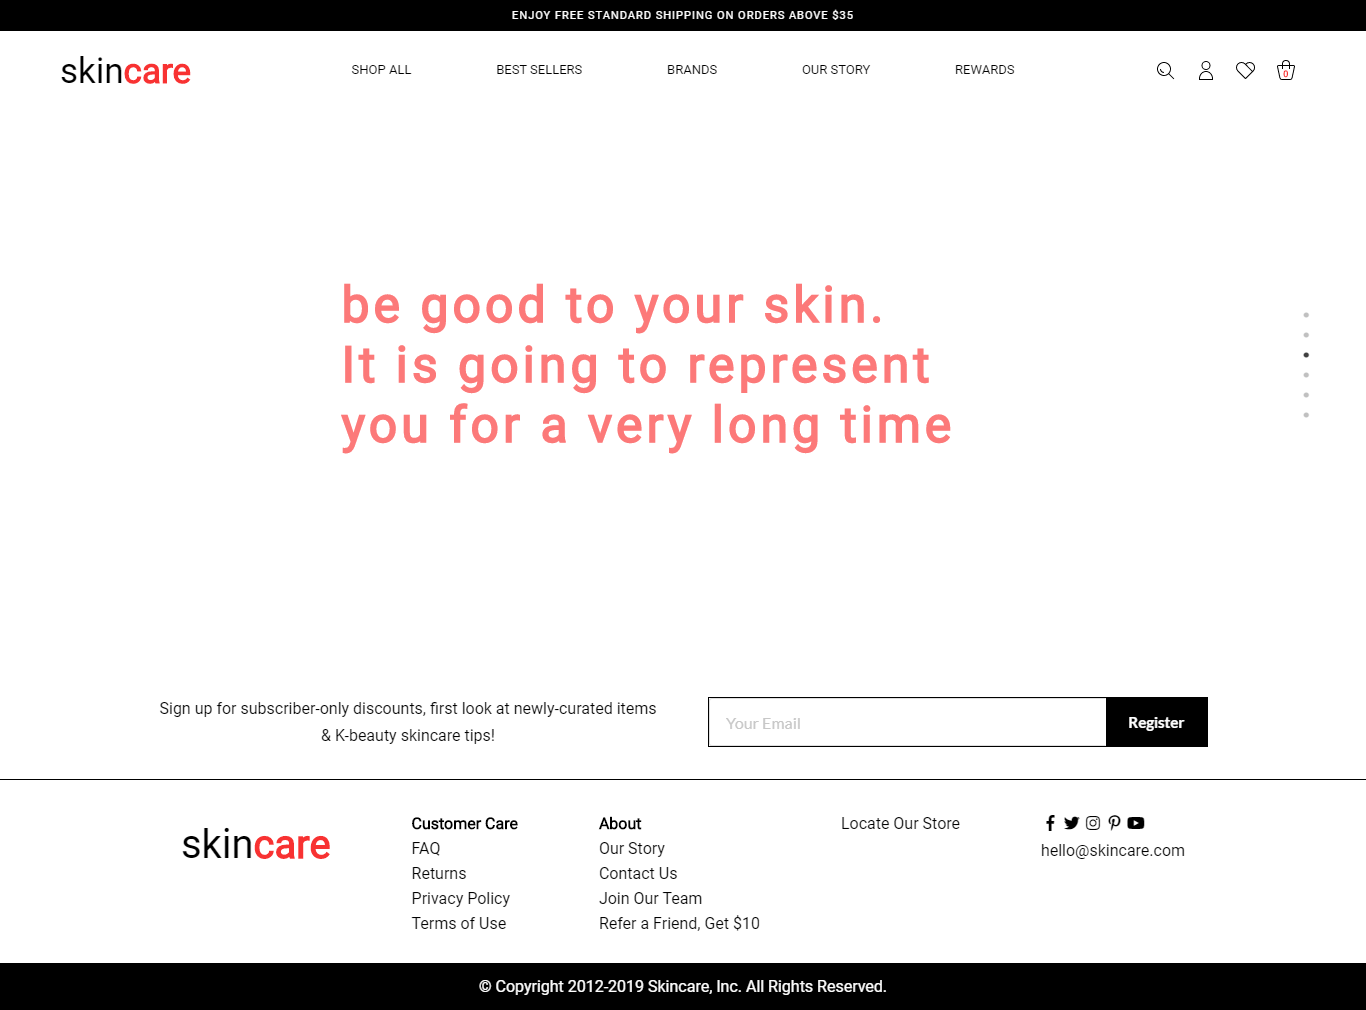 ENJOY FREE STANDARD SHIPPING ON ORDERS ABOVE $35
skincare
SHOP ALL
BEST SELLERS
BRANDS
OUR STORY
REWARDS
0
be good to your skin.
It is going to represent
you for a very long time
Sign up for subscriber-only discounts, first look at newly-curated items
& K-beauty skincare tips!
Your Email
Register
skincare
Customer Care
FAQ
Returns
Privacy Policy
Terms of Use
About
Our Story
Contact Us
Join Our Team
Refer a Friend, Get $10
Locate Our Store
hello@skincare.com
© Copyright 2012-2019 Skincare, Inc. All Rights Reserved.